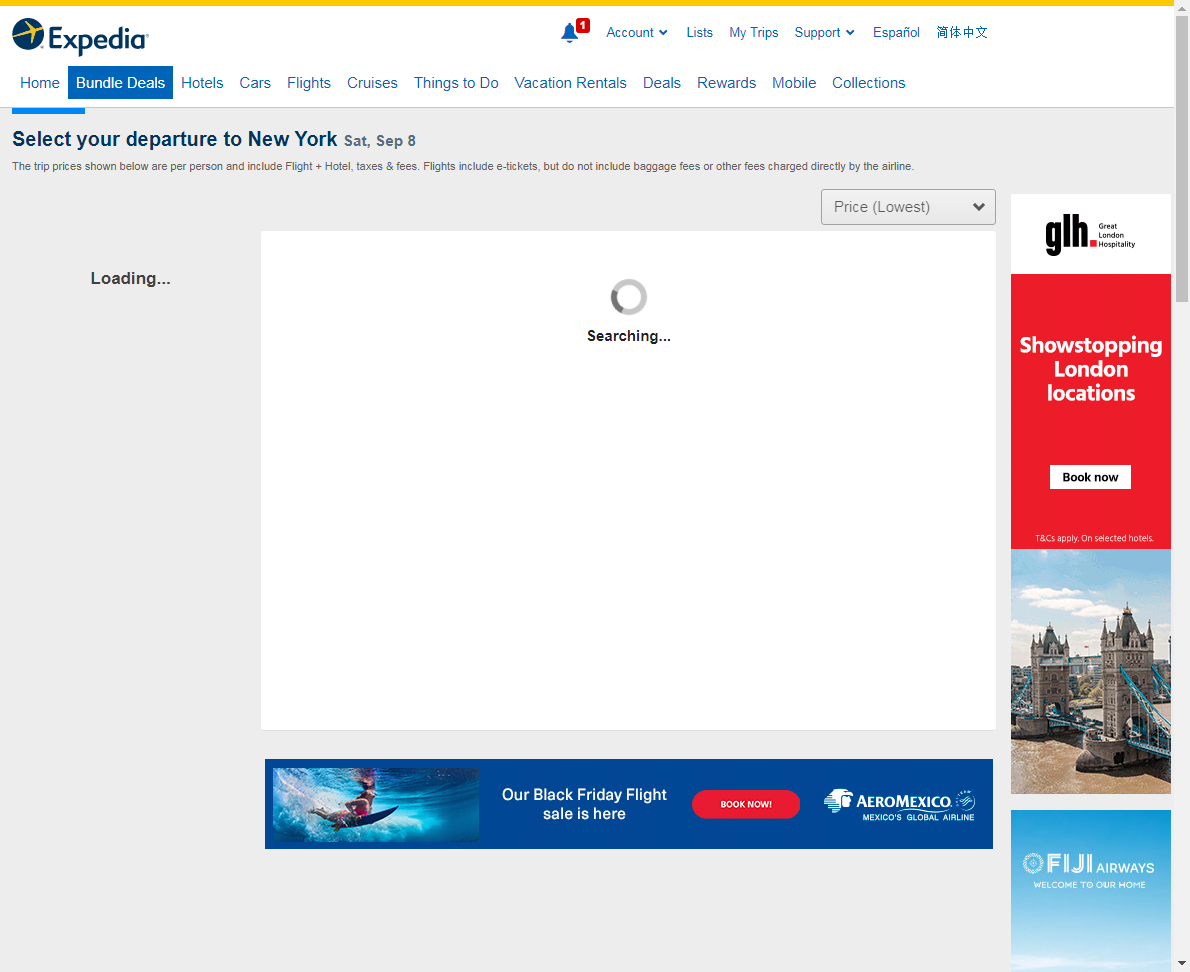 Expedia
1
Account
Lists
My Trips
Support
Español
简体中文
Home
Bundle Deals
Hotels
Cars
Flights
Cruises
Things to Do
Vacation Rentals
Deals
Rewards
Mobile
Collections
Select your departure to New York Sat, Sep 8
The trip prices shown below are per person and include Flight + Hotel, taxes & fees. Flights include e-tickets, but do not include baggage fees or other fees charged directly by the airline.
Price (Lowest)
Loading...
Searching...
glh.
Great
London
Hospitality
Showstopping
London
locations
Book now
T&Cs apply. On selected hotels.
Our Black Friday Flight
sale is here
BOOK NOW!
AEROMEXICO.
MEXICO'S GLOBAL AIRLINE
FIJI AIRWAYS
WELCOME TO OUR HOME